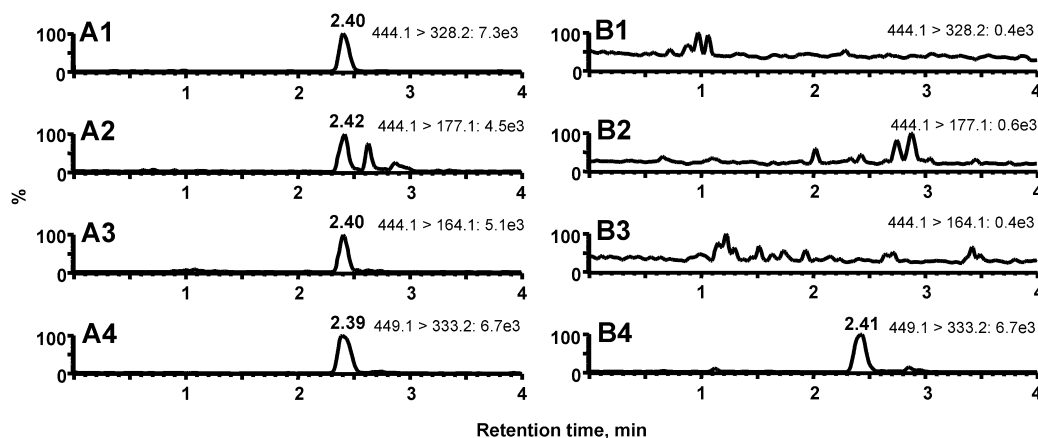 A1 2.40 444.1 > 328.2: 7.3e3
100
0
1 2 3 4
A2 2.42 444.1 > 177.1: 4.5e3
100
0
1 2 3 4
A3 2.40 444.1 > 164.1: 5.1e3
100
0
1 2 3 4
A4 2.39 449.1 > 333.2: 6.7e3
100
0
1 2 3 4
B1 444.1 > 328.2: 0.4e3
100
0
1 2 3 4
B2 444.1 > 177.1: 0.6e3
100
0
1 2 3 4
B3 444.1 > 164.1: 0.4e3
100
0
1 2 3 4
B4 2.41 449.1 > 333.2: 6.7e3
100
0
1 2 3 4
%
Retention time, min